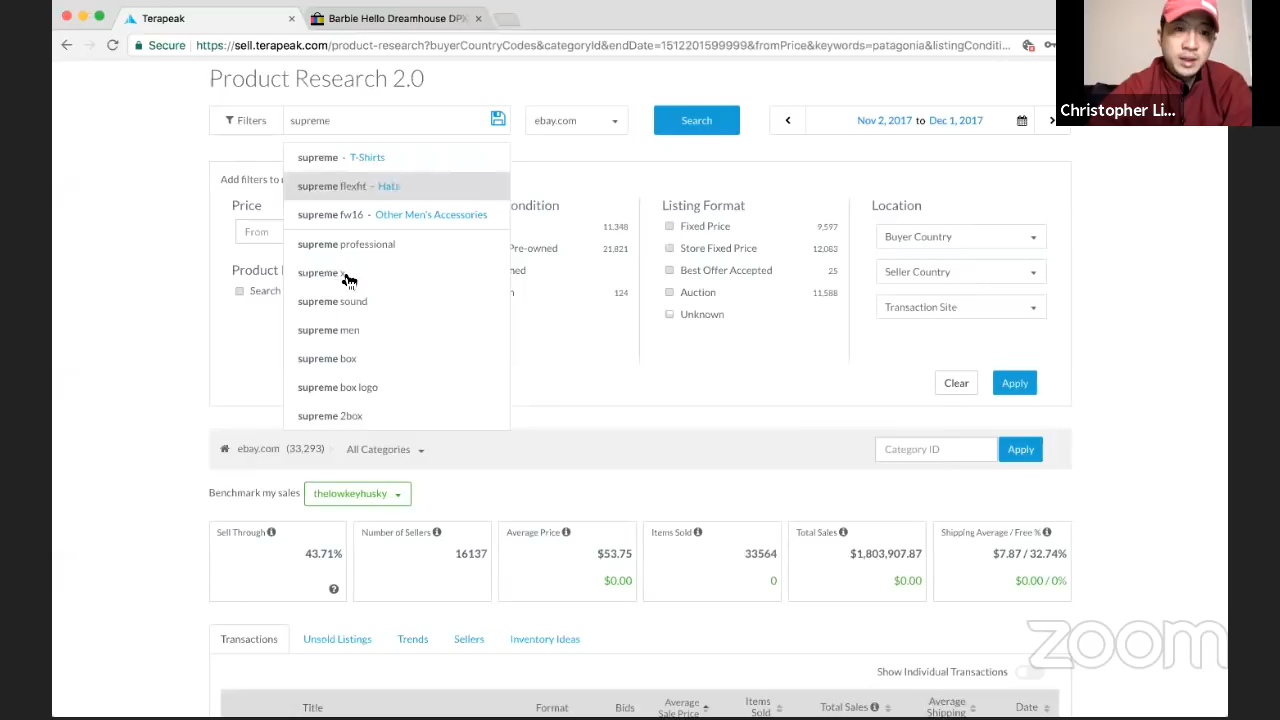 Terapeak
Barbie Hello Dreamhouse DPX
Secure
https://sell.terapeak.com/product-research?buyerCountryCodes&categoryId&endDate=1512201599999&fromPrice&keywords=patagonia&listingConditi...
Christopher Li...
Product Research 2.0
Filters
supreme
ebay.com
Search
Nov 2, 2017 to Dec 1, 2017
supreme - T-Shirts
supreme flexfit - Hats
supreme fw16 - Other Men's Accessories
supreme professional
supreme
supreme sound
supreme men
supreme box
supreme box logo
supreme 2box
Add filters to
Price
From
Product
Search
ondition
11,348
Pre-owned 21,821
ned
n 124
Listing Format
Fixed Price 9,597
Store Fixed Price 12,083
Best Offer Accepted 25
Auction 11,588
Unknown
Location
Buyer Country
Seller Country
Transaction Site
Clear
Apply
ebay.com (33,293) All Categories
Category ID
Apply
Benchmark my sales
thelowkeyhusky
Sell Through
43.71%
Number of Sellers
16137
Average Price
$53.75
$0.00
Items Sold
33564
0
Total Sales
$1,803,907.87
$0.00
Shipping Average / Free %
$7.87 / 32.74%
$0.00 / 0%
Transactions
Unsold Listings
Trends
Sellers
Inventory Ideas
zoom
Show Individual Transactions
Title
Format
Bids
Average
Sale Price
Items
Sold
Total Sales
Average
Shipping
Date